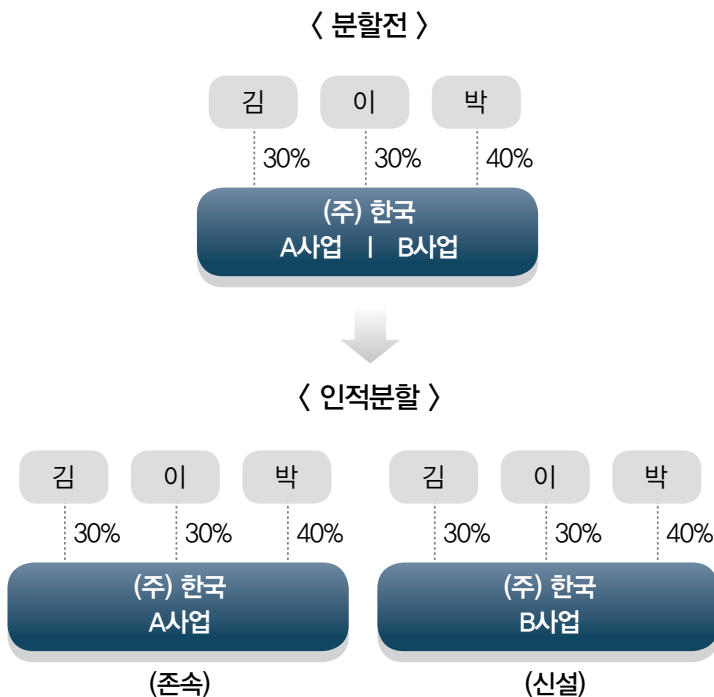 〈 분할전 〉
김 이 박
30% 30% 40%
(주) 한국
A사업 | B사업
〈 인적분할 〉
김 이 박 김 이 박
30% 30% 40% 30% 30% 40%
(주) 한국 (주) 한국
A사업 B사업
(존속) (신설)